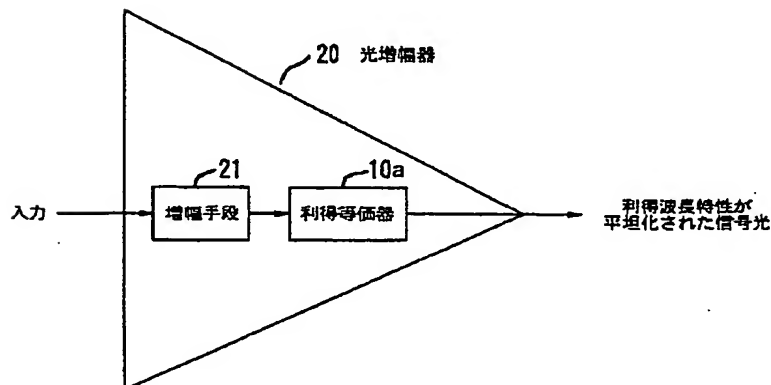 20 光増幅器
21
10a
入力
増幅手段
利得等価器
利得波長特性が
平坦化された信号光